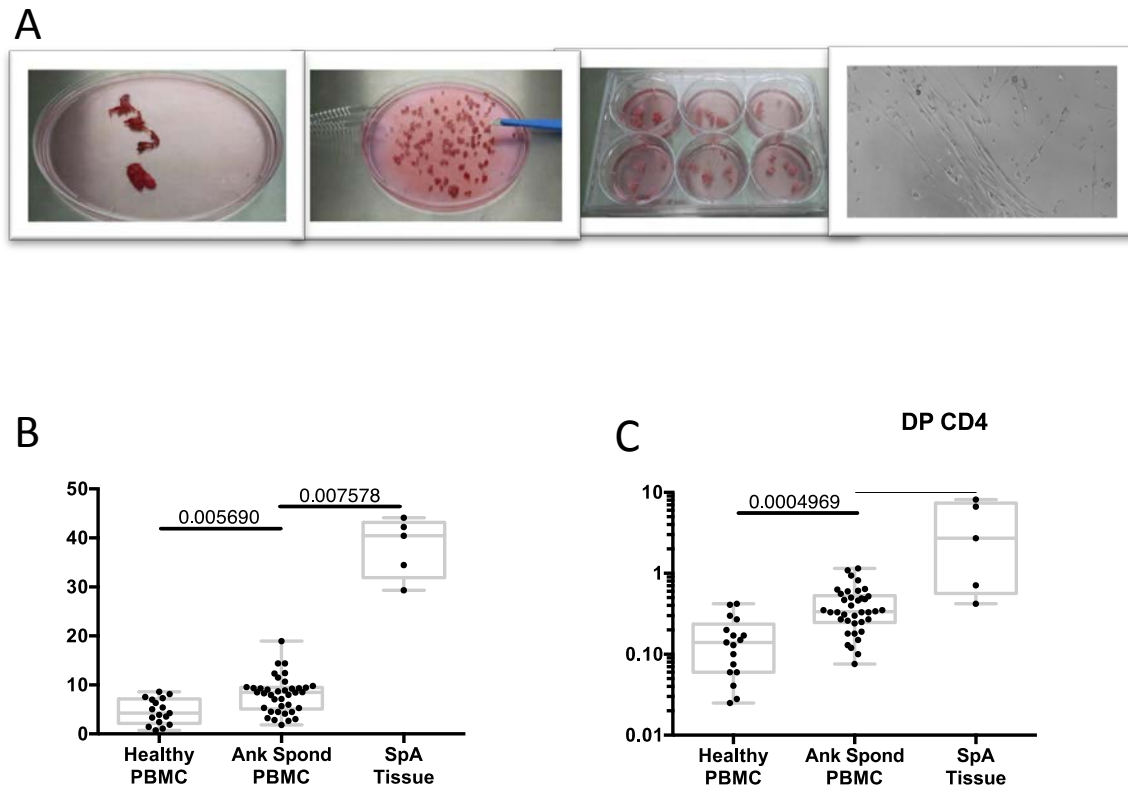 A
B
50
40
30
20
10
0
0.005690
0.007578
Healthy
PBMC
Ank Spond
PBMC
SpA
Tissue
C
DP CD4
10
1
0.10
0.01
0.0004969
Healthy
PBMC
Ank Spond
PBMC
SpA
Tissue